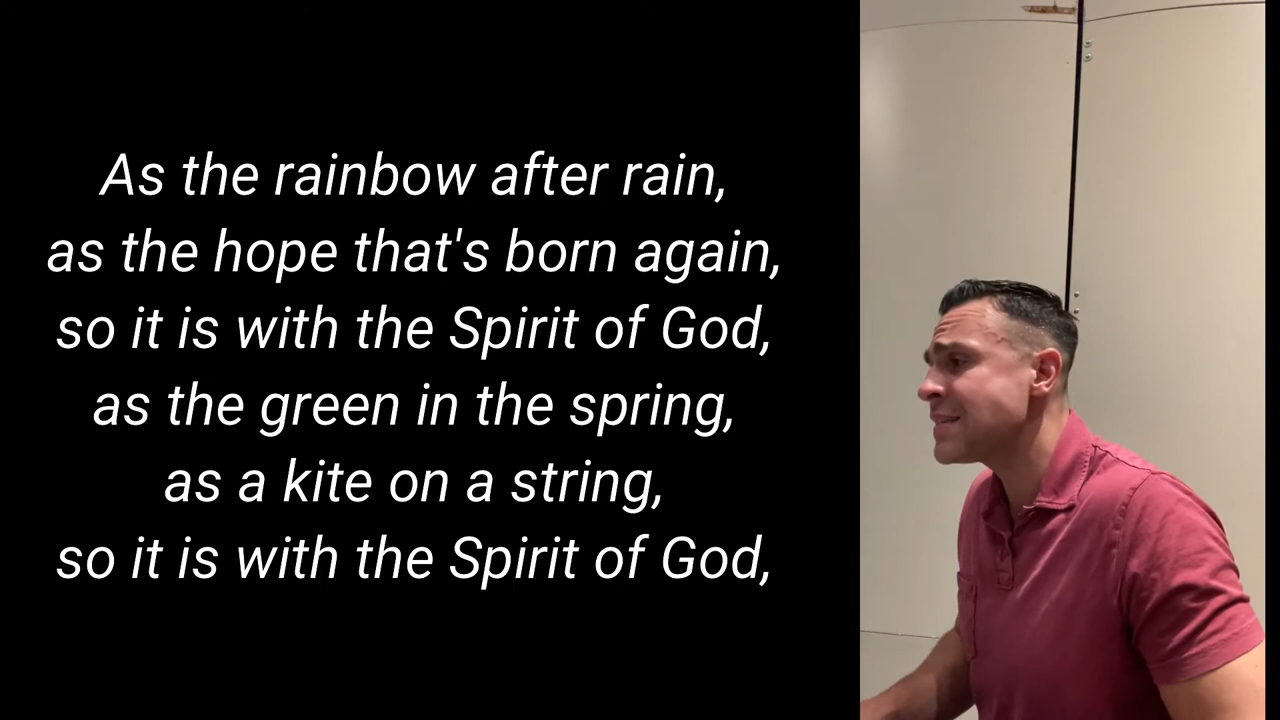 As the rainbow after rain,
as the hope that's born again,
so it is with the Spirit of God,
as the green in the spring,
as a kite on a string,
so it is with the Spirit of God,